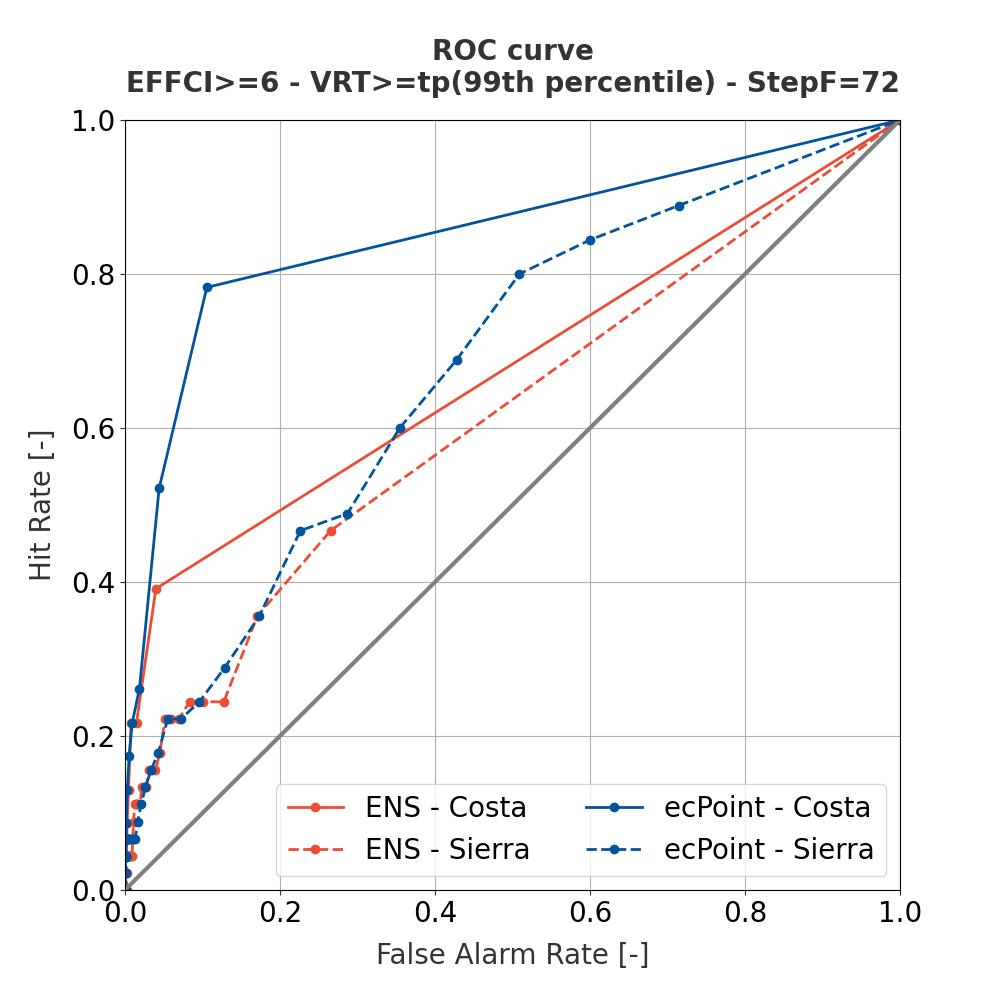 ROC curve
EFFCI>=6 - VRT>=tp(99th percentile) - StepF=72
1.0
0.8
0.6
0.4
0.2
0.0
Hit Rate [-]
ENS - Costa
ENS - Sierra
ecPoint - Costa
ecPoint - Sierra
0.0 0.2 0.4 0.6 0.8 1.0
False Alarm Rate [-]